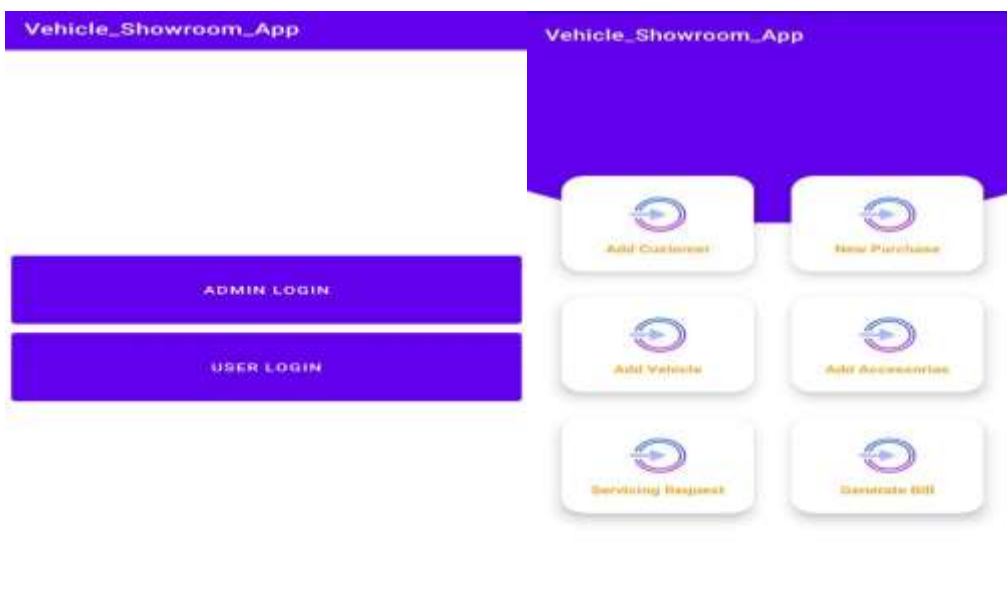 Vehicle_Showroom_App
ADMIN LOGIN
USER LOGIN
Vehicle_Showroom_App
Add Customer
New Purchase
Add Vehicle
Add Accessories
Servicing Request
Generate Bill